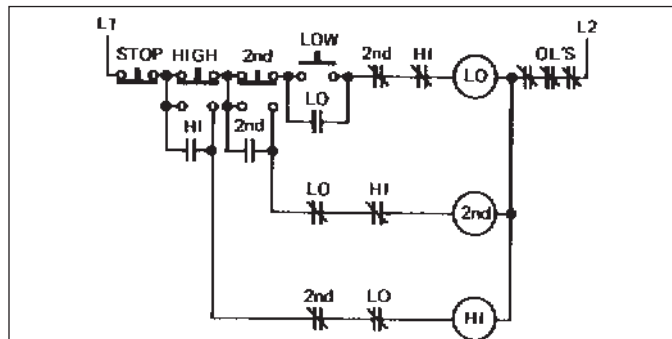 L1 L2
STOP HIGH 2nd LOW 2nd HI LO OL'S
LO
HI 2nd
LO HI 2nd
2nd LO HI